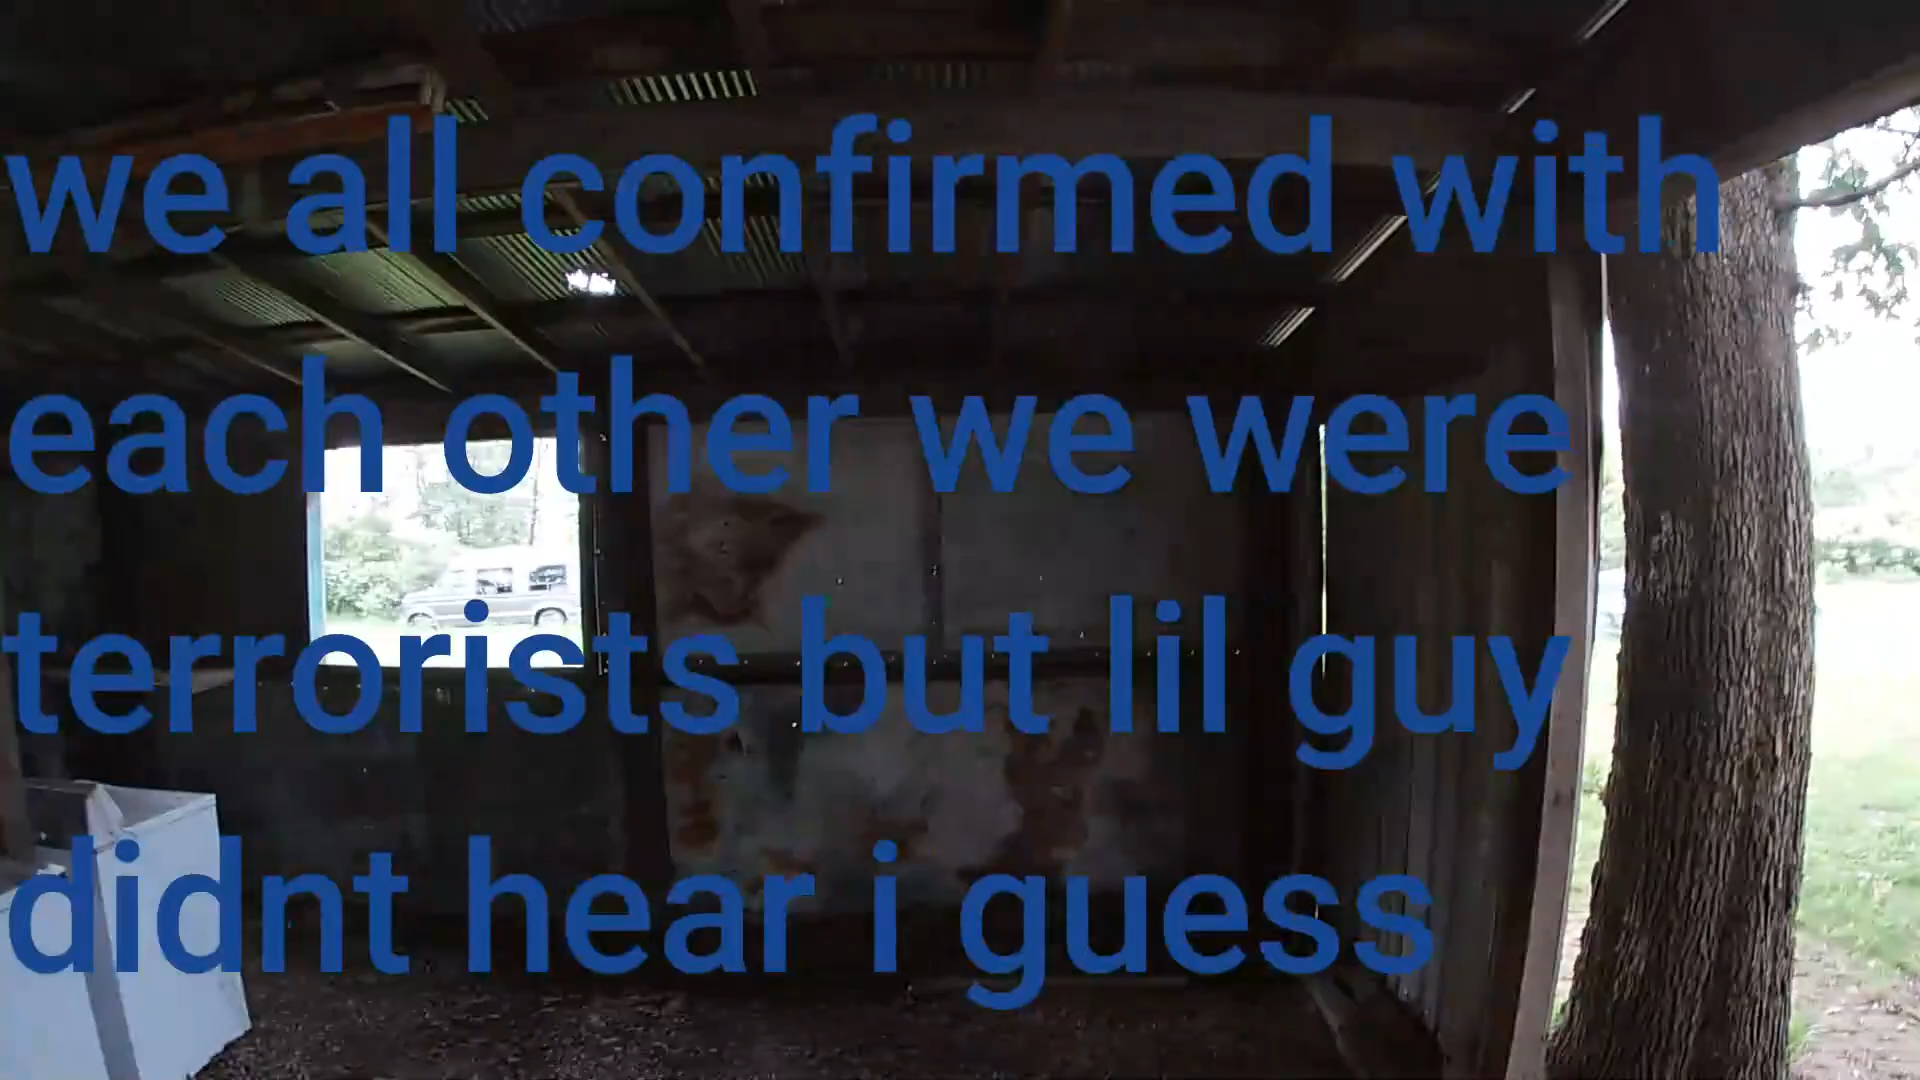 we all confirmed with
each other we were
terrorists but lil guy
didnt hear i guess